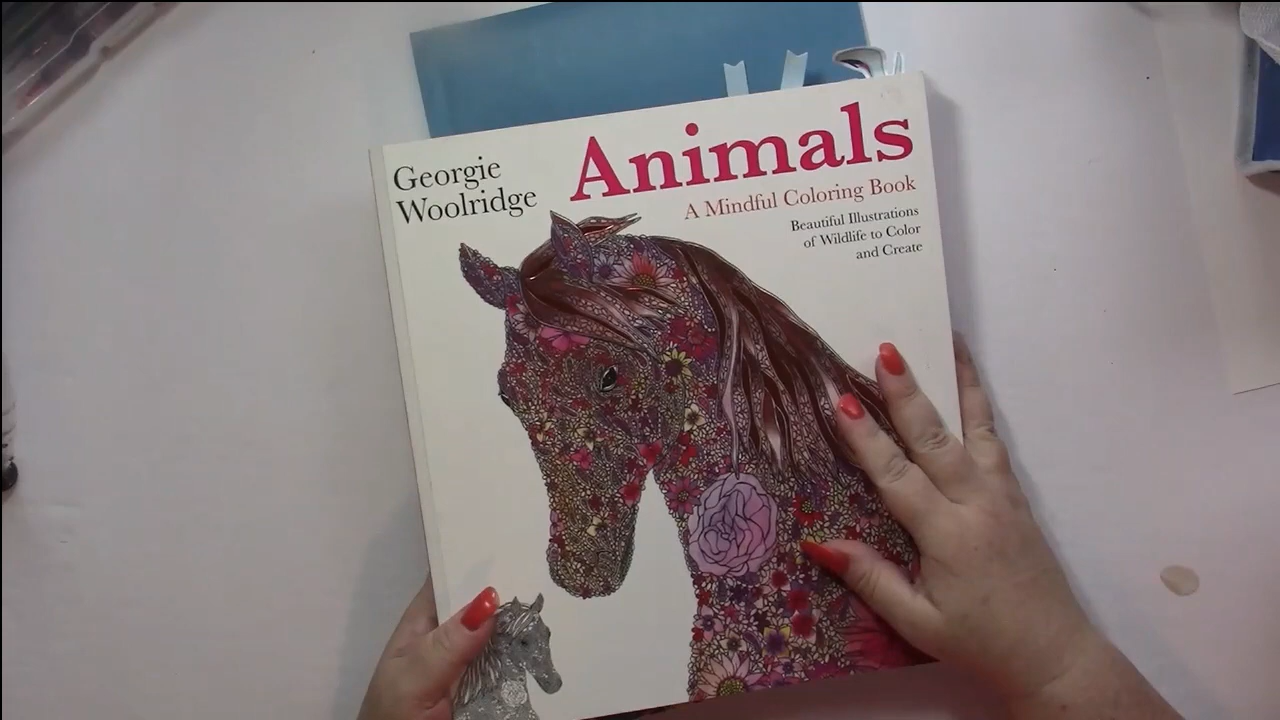 Georgie
Woolridge
Animals
A Mindful Coloring Book
Beautiful Illustrations
of Wildlife to Color
and Create